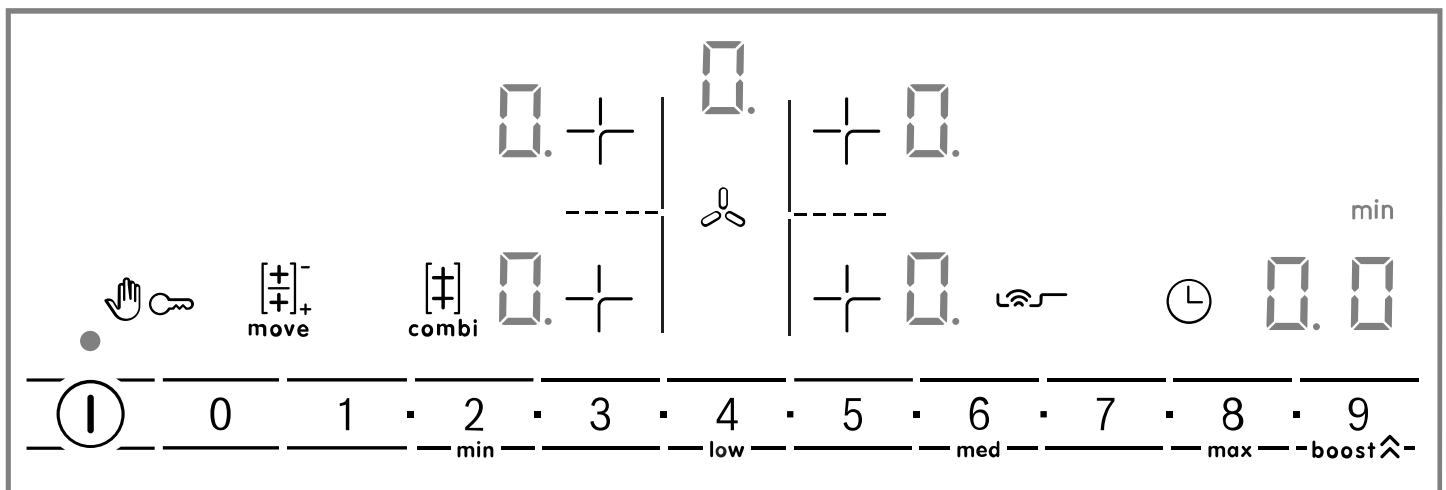 0.
0. 0.
min
0. 0. 0.0
move combi
0 1 · 2 · 3 · 4 · 5 · 6 · 7 · 8 · 9
min low med max boost